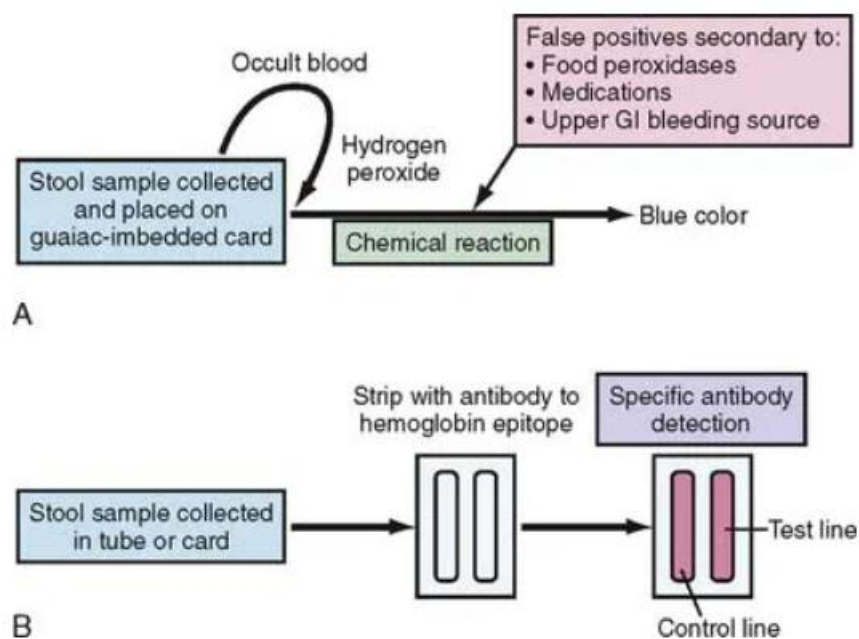 Occult blood
Hydrogen
peroxide
False positives secondary to:
• Food peroxidases
• Medications
• Upper GI bleeding source
Stool sample collected
and placed on
guaiac-imbedded card
Chemical reaction
Blue color
A
Strip with antibody to
hemoglobin epitope
Specific antibody
detection
Stool sample collected
in tube or card
Test line
Control line
B